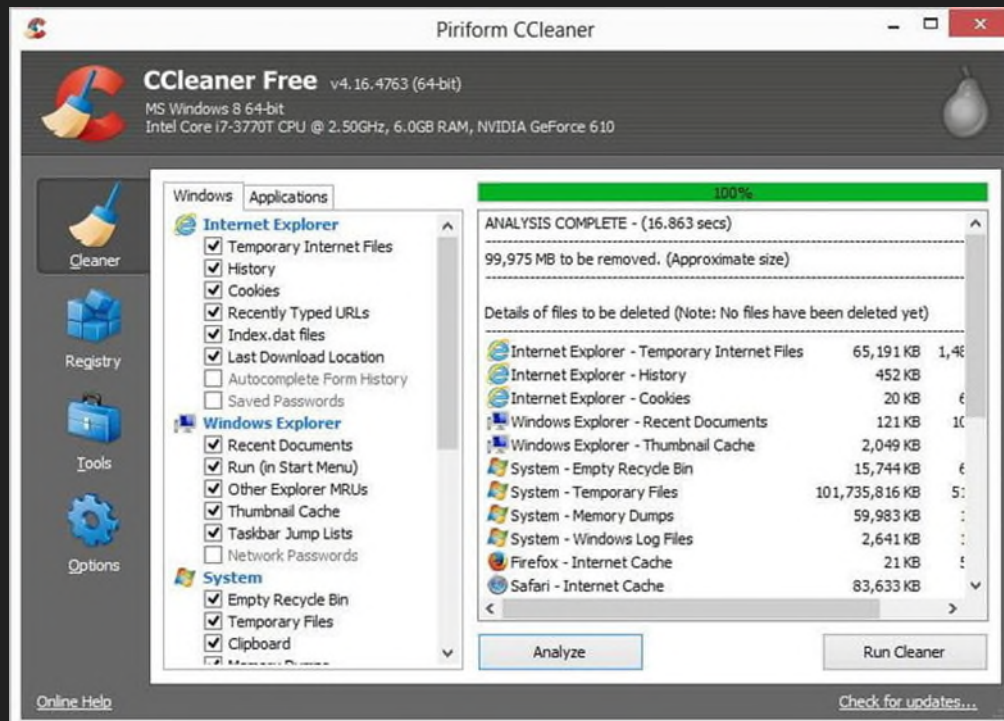 Piriform CCleaner
CCleaner Free v4.16.4763 (64-bit)
MS Windows 8 64-bit
Intel Core i7-3770T CPU @ 2.50GHz, 6.0GB RAM, NVIDIA GeForce 610
Cleaner
Registry
Tools
Options
Windows Applications
Internet Explorer
Temporary Internet Files
History
Cookies
Recently Typed URLs
Index.dat files
Last Download Location
Autocomplete Form History
Saved Passwords
Windows Explorer
Recent Documents
Run (in Start Menu)
Other Explorer MRUs
Thumbnail Cache
Taskbar Jump Lists
Network Passwords
System
Empty Recycle Bin
Temporary Files
Clipboard
Memory Dumps
100%
ANALYSIS COMPLETE - (16.863 secs)
99,975 MB to be removed. (Approximate size)
Details of files to be deleted (Note: No files have been deleted yet)
Internet Explorer - Temporary Internet Files 65,191 KB 1,48
Internet Explorer - History 452 KB
Internet Explorer - Cookies 20 KB 6
Windows Explorer - Recent Documents 121 KB 10
Windows Explorer - Thumbnail Cache 2,049 KB
System - Empty Recycle Bin 15,744 KB 6
System - Temporary Files 101,735,816 KB 51
System - Memory Dumps 59,983 KB
System - Windows Log Files 2,641 KB
Firefox - Internet Cache 21 KB
Safari - Internet Cache 83,633 KB
Analyze
Run Cleaner
Online Help
Check for updates...